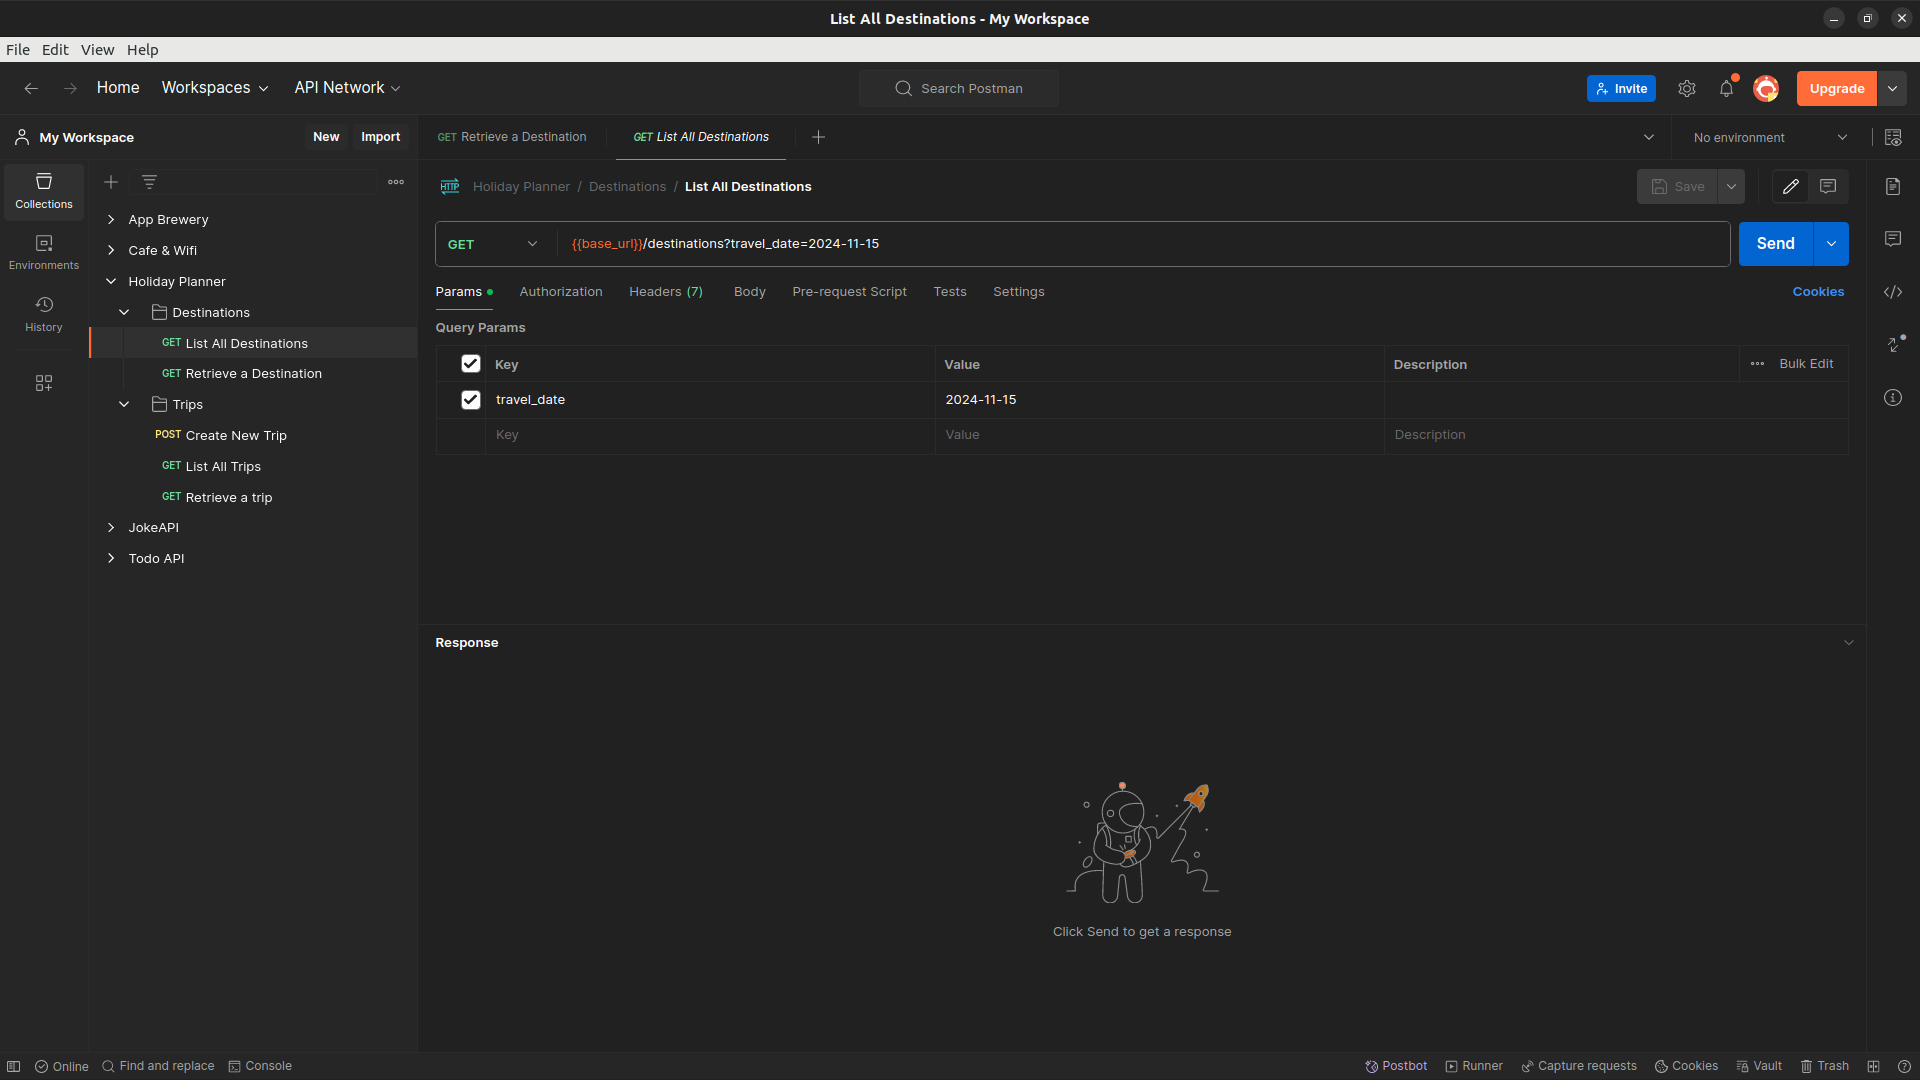 List All Destinations - My Workspace
File Edit View Help
Home Workspaces API Network Search Postman Invite Upgrade
My Workspace New Import GET Retrieve a Destination GET List All Destinations No environment
Collections
Environments
History
App Brewery
Cafe & Wifi
Holiday Planner
Destinations
GET List All Destinations
GET Retrieve a Destination
Trips
POST Create New Trip
GET List All Trips
GET Retrieve a trip
JokeAPI
Todo API
HTTP Holiday Planner / Destinations / List All Destinations Save
GET {{base_url}}/destinations?travel_date=2024-11-15 Send
Params Authorization Headers (7) Body Pre-request Script Tests Settings Cookies
Query Params
Key Value Description Bulk Edit
travel_date 2024-11-15
Key Value Description
Response
Click Send to get a response
Online Find and replace Console Postbot Runner Capture requests Cookies Vault Trash